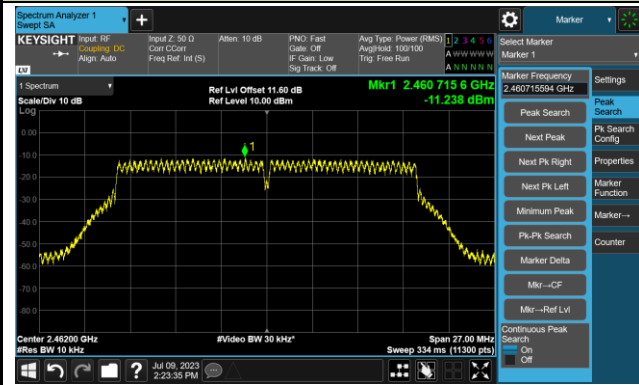 Spectrum Analyzer 1
Swept SA
+
Marker
KEYSIGHT
Input: RF
Coupling: DC
Align: Auto
Input Z: 50 Ω
Corr CCorr
Freq Ref: Int (S)
Atten: 10 dB
PNO: Fast
Gate: Off
IF Gain: Low
Sig Track: Off
Avg Type: Power (RMS)
Avg|Hold: 100/100
Trig: Free Run
1 2 3 4 5 6
A W W W W W
A N N N N N
LXI
Select Marker
Marker 1
1 Spectrum
Scale/Div 10 dB
Log
Ref Lvl Offset 11.60 dB
Ref Level 10.00 dBm
Mkr1 2.460 715 6 GHz
-11.238 dBm
0.00
-10.0
-20.0
-30.0
-40.0
-50.0
-60.0
-70.0
-80.0
1
Center 2.46200 GHz
#Res BW 10 kHz
#Video BW 30 kHz*
Span 27.00 MHz
Sweep 334 ms (11300 pts)
Marker Frequency
2.460715594 GHz
Peak Search
Next Peak
Next Pk Right
Next Pk Left
Minimum Peak
Pk-Pk Search
Marker Delta
Mkr→CF
Mkr→Ref Lvl
Continuous Peak
Search
On
Off
Settings
Peak
Search
Pk Search
Config
Properties
Marker
Function
Marker→
Counter
?
Jul 09, 2023
2:23:35 PM